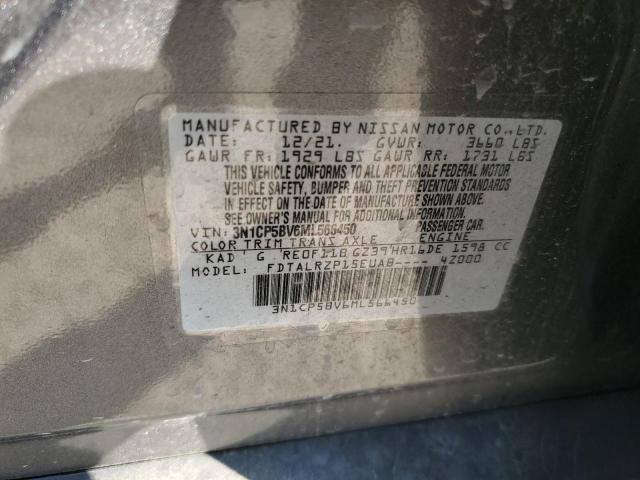 MANUFACTURED BY NISSAN MOTOR CO.,LTD.
DATE: 12/21. GVWR: 3660 LBS
GAWR FR: 1929 LBS GAWR RR: 1731 LBS
THIS VEHICLE CONFORMS TO ALL APPLICABLE FEDERAL MOTOR
VEHICLE SAFETY, BUMPER AND THEFT PREVENTION STANDARDS
IN EFFECT ON THE DATE OF MANUFACTURE SHOWN ABOVE.
SEE OWNER'S MANUAL FOR ADDITIONAL INFORMATION.
VIN: 3N1CP5BV6ML566450 PASSENGER CAR.
COLOR TRIM TRANS AXLE ENGINE
KAD G RE0F11B GZ39 HR16DE 1598 CC
MODEL: FDTALRZP15EUAB---- 4Z000
3N1CP5BV6ML566450